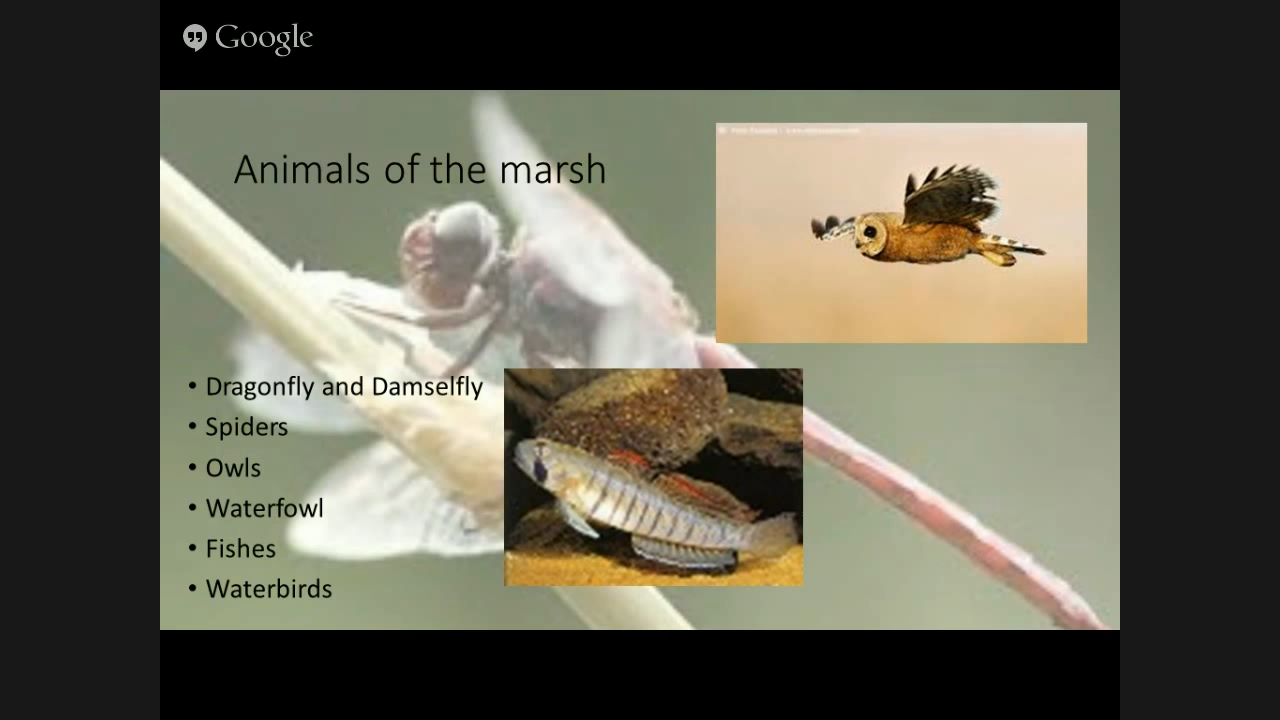 Google
Animals of the marsh
• Dragonfly and Damselfly
• Spiders
• Owls
• Waterfowl
• Fishes
• Waterbirds